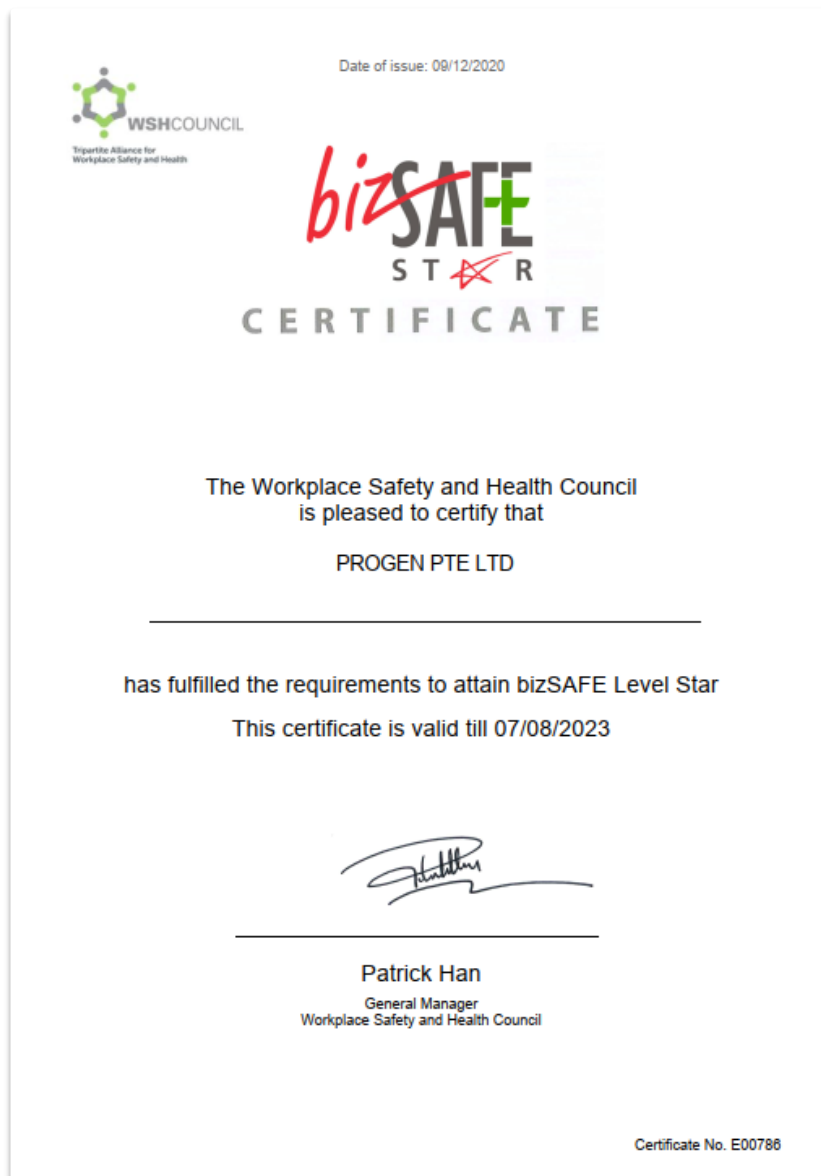 Date of issue: 09/12/2020
WSHCOUNCIL
Tripartite Alliance for
Workplace Safety and Health
bizSAFE
STAR
CERTIFICATE
The Workplace Safety and Health Council
is pleased to certify that
PROGEN PTE LTD
has fulfilled the requirements to attain bizSAFE Level Star
This certificate is valid till 07/08/2023
Patrick Han
General Manager
Workplace Safety and Health Council
Certificate No. E00786